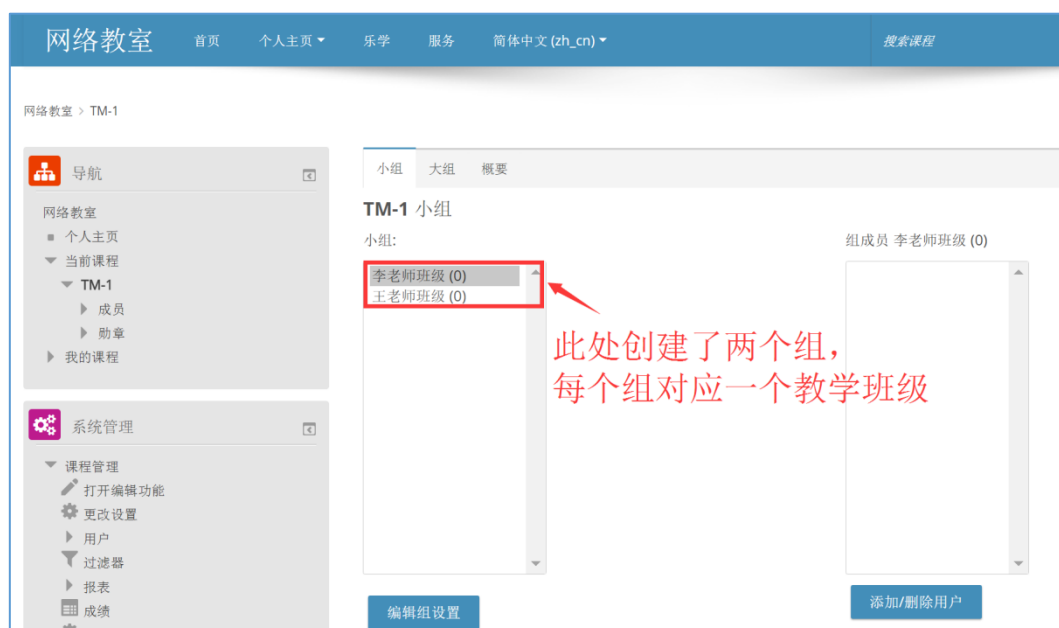 网络教室 首页 个人主页 乐学 服务 简体中文 (zh_cn) 搜索课程
网络教室 > TM-1
导航
网络教室
个人主页
当前课程
TM-1
成员
勋章
我的课程
系统管理
课程管理
打开编辑功能
更改设置
用户
过滤器
报表
成绩
小组 大组 概要
TM-1 小组
小组:
李老师班级 (0)
王老师班级 (0)
此处创建了两个组，
每个组对应一个教学班级
编辑组设置
组成员 李老师班级 (0)
添加/删除用户